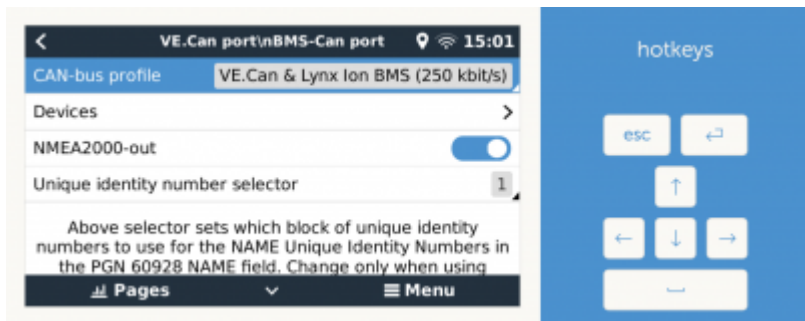 VE.Can port\nBMS-Can port 15:01
CAN-bus profile VE.Can & Lynx Ion BMS (250 kbit/s)
Devices
NMEA2000-out
Unique identity number selector 1
Above selector sets which block of unique identity
numbers to use for the NAME Unique Identity Numbers in
the PGN 60928 NAME field. Change only when using
Pages Menu
hotkeys
esc